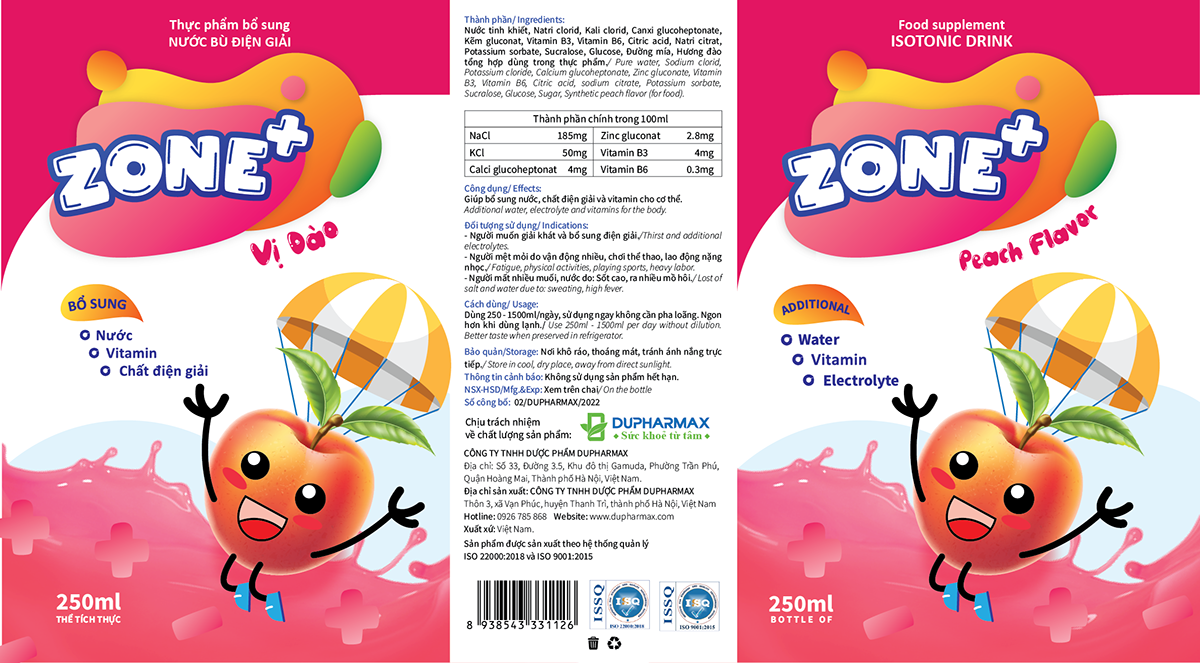 Thực phẩm bổ sung
NƯỚC BÙ ĐIỆN GIẢI
ZONE+
Vị Đào
BỔ SUNG
Nước
Vitamin
Chất điện giải
250ml
THỂ TÍCH THỰC
Thành phần/ Ingredients:
Nước tinh khiết, Natri clorid, Kali clorid, Canxi glucoheptonate,
Kẽm gluconat, Vitamin B3, Vitamin B6, Citric acid, Natri citrat,
Potassium sorbate, Sucralose, Glucose, Đường mía, Hương đào
tổng hợp dùng trong thực phẩm./ Pure water, Sodium clorid,
Potassium cloride, Calcium glucoheptonate, Zinc gluconate, Vitamin
B3, Vitamin B6, Citric acid, sodium citrate, Potassium sorbate,
Sucralose, Glucose, Sugar, Synthetic peach flavor (for food).
Thành phần chính trong 100ml
NaCl 185mg Zinc gluconat 2.8mg
KCl 50mg Vitamin B3 4mg
Calci glucoheptonat 4mg Vitamin B6 0.3mg
Công dụng/ Effects:
Giúp bổ sung nước, chất điện giải và vitamin cho cơ thể.
Additional water, electrolyte and vitamins for the body.
Đối tượng sử dụng/ Indications:
- Người muốn giải khát và bổ sung điện giải./Thirst and additional
electrolytes.
- Người mệt mỏi do vận động nhiều, chơi thể thao, lao động nặng
nhọc./ Fatigue, physical activities, playing sports, heavy labor.
- Người mất nhiều muối, nước do: Sốt cao, ra nhiều mồ hôi./ Lost of
salt and water due to: sweating, high fever.
Cách dùng/ Usage:
Dùng 250 - 1500ml/ngày, sử dụng ngay không cần pha loãng. Ngon
hơn khi dùng lạnh./ Use 250ml - 1500ml per day without dilution.
Better taste when preserved in refrigerator.
Bảo quản/Storage: Nơi khô ráo, thoáng mát, tránh ánh nắng trực
tiếp./ Store in cool, dry place, away from direct sunlight.
Thông tin cảnh báo: Không sử dụng sản phẩm hết hạn.
NSX-HSD/Mfg.&Exp: Xem trên chai/ On the bottle
Số công bố: 02/DUPHARMAX/2022
Chịu trách nhiệm
về chất lượng sản phẩm:
DUPHARMAX
Sức khoẻ từ tâm
CÔNG TY TNHH DƯỢC PHẨM DUPHARMAX
Địa chỉ: Số 33, Đường 3.5, Khu đô thị Gamuda, Phường Trần Phú,
Quận Hoàng Mai, Thành phố Hà Nội, Việt Nam.
Địa chỉ sản xuất: CÔNG TY TNHH DƯỢC PHẨM DUPHARMAX
Thôn 3, xã Vạn Phúc, huyện Thanh Trì, thành phố Hà Nội, Việt Nam
Hotline: 0926 785 868 Website: www.dupharmax.com
Xuất xứ: Việt Nam.
Sản phẩm được sản xuất theo hệ thống quản lý
ISO 22000:2018 và ISO 9001:2015
8 938543 331126
ISSQ
ISSQ
ISO 22000:2018
ISSQ
ISSQ
ISO 9001:2015
Food supplement
ISOTONIC DRINK
ZONE+
Peach Flavor
ADDITIONAL
Water
Vitamin
Electrolyte
250ml
BOTTLE OF